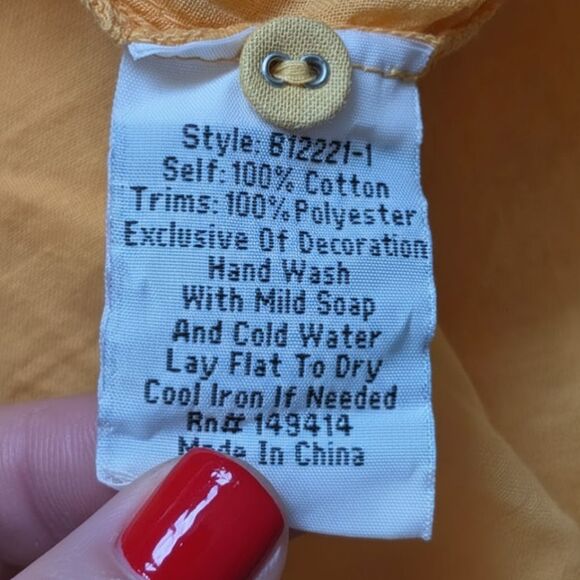 Style: B12221-1
Self: 100% Cotton
Trims: 100% Polyester
Exclusive Of Decoration
Hand Wash
With Mild Soap
And Cold Water
Lay Flat To Dry
Cool Iron If Needed
Rn# 149414
Made In China